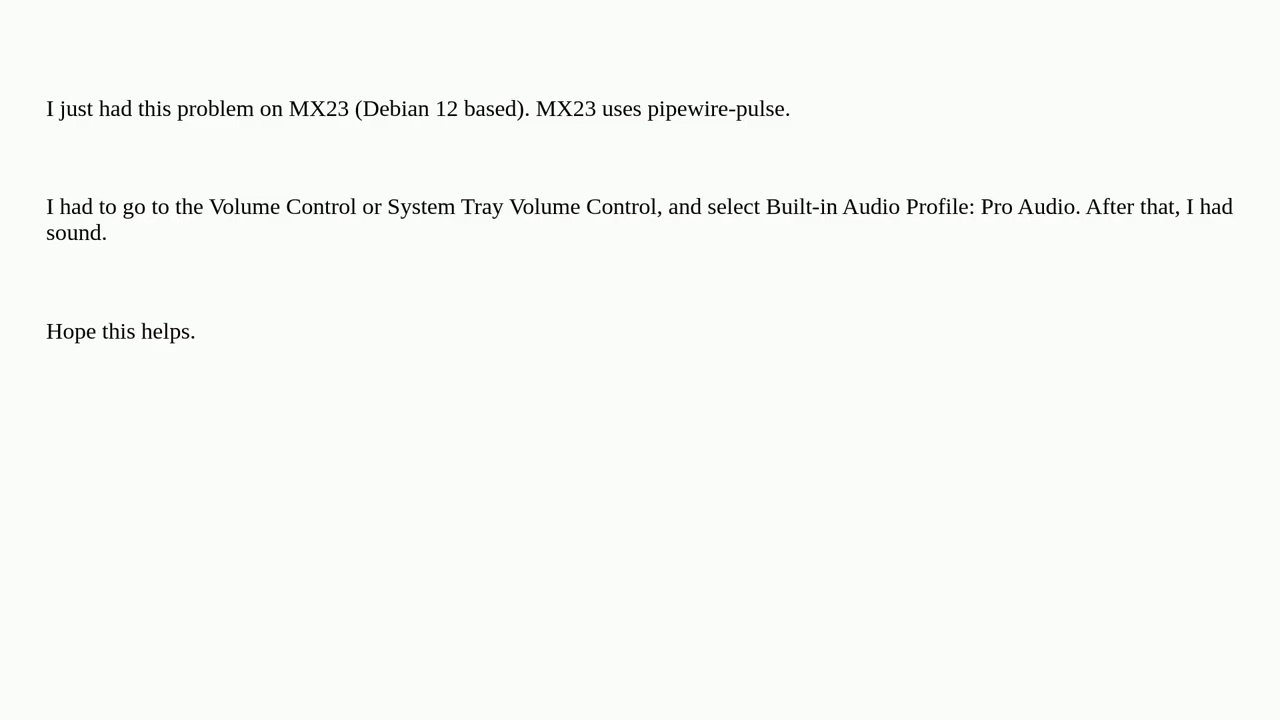 I just had this problem on MX23 (Debian 12 based). MX23 uses pipewire-pulse.
I had to go to the Volume Control or System Tray Volume Control, and select Built-in Audio Profile: Pro Audio. After that, I had
sound.
Hope this helps.